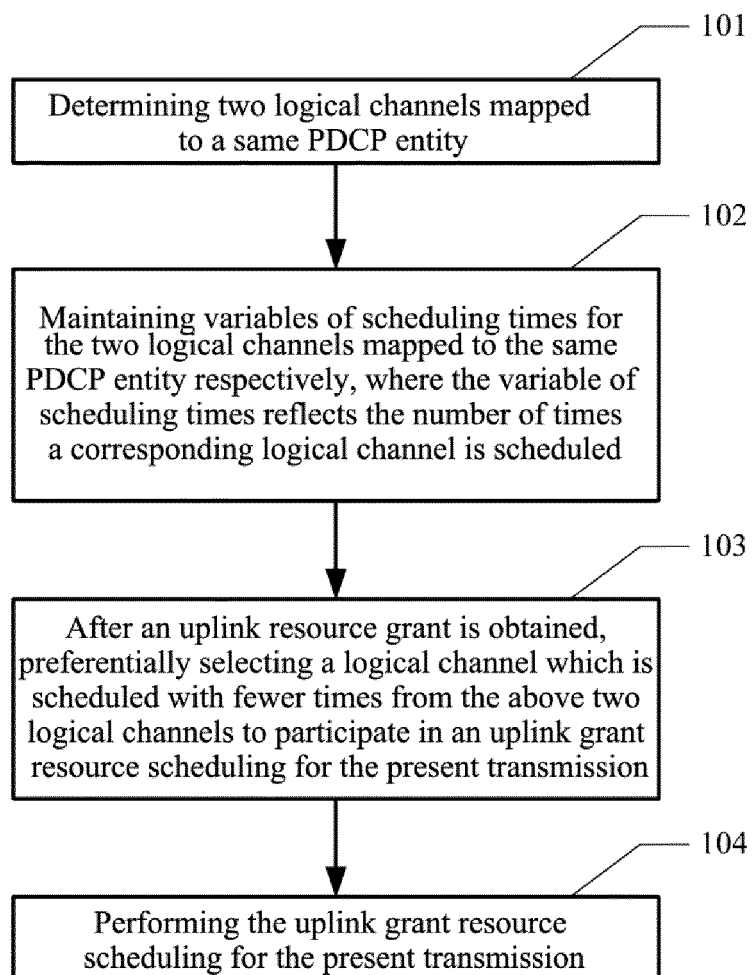 101
Determining two logical channels mapped
to a same PDCP entity
102
Maintaining variables of scheduling times for
the two logical channels mapped to the same
PDCP entity respectively, where the variable of
scheduling times reflects the number of times
a corresponding logical channel is scheduled
103
After an uplink resource grant is obtained,
preferentially selecting a logical channel which is
scheduled with fewer times from the above two
logical channels to participate in an uplink grant
resource scheduling for the present transmission
104
Performing the uplink grant resource
scheduling for the present transmission